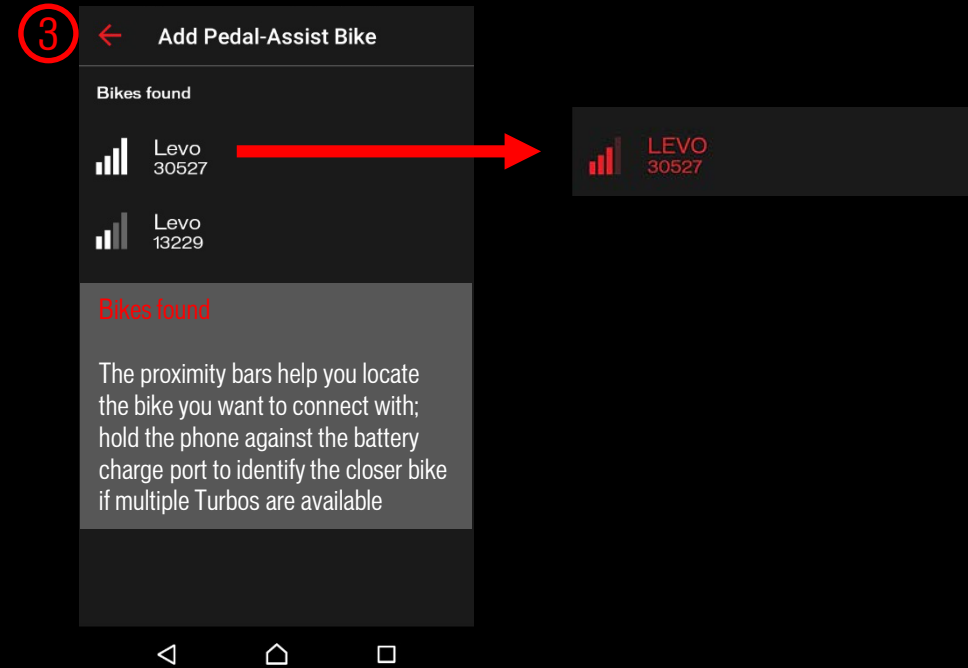 ③
Add Pedal-Assist Bike
Bikes found
Levo
30527
Levo
13229
LEVO
30527
Bikes found
The proximity bars help you locate
the bike you want to connect with;
hold the phone against the battery
charge port to identify the closer bike
if multiple Turbos are available